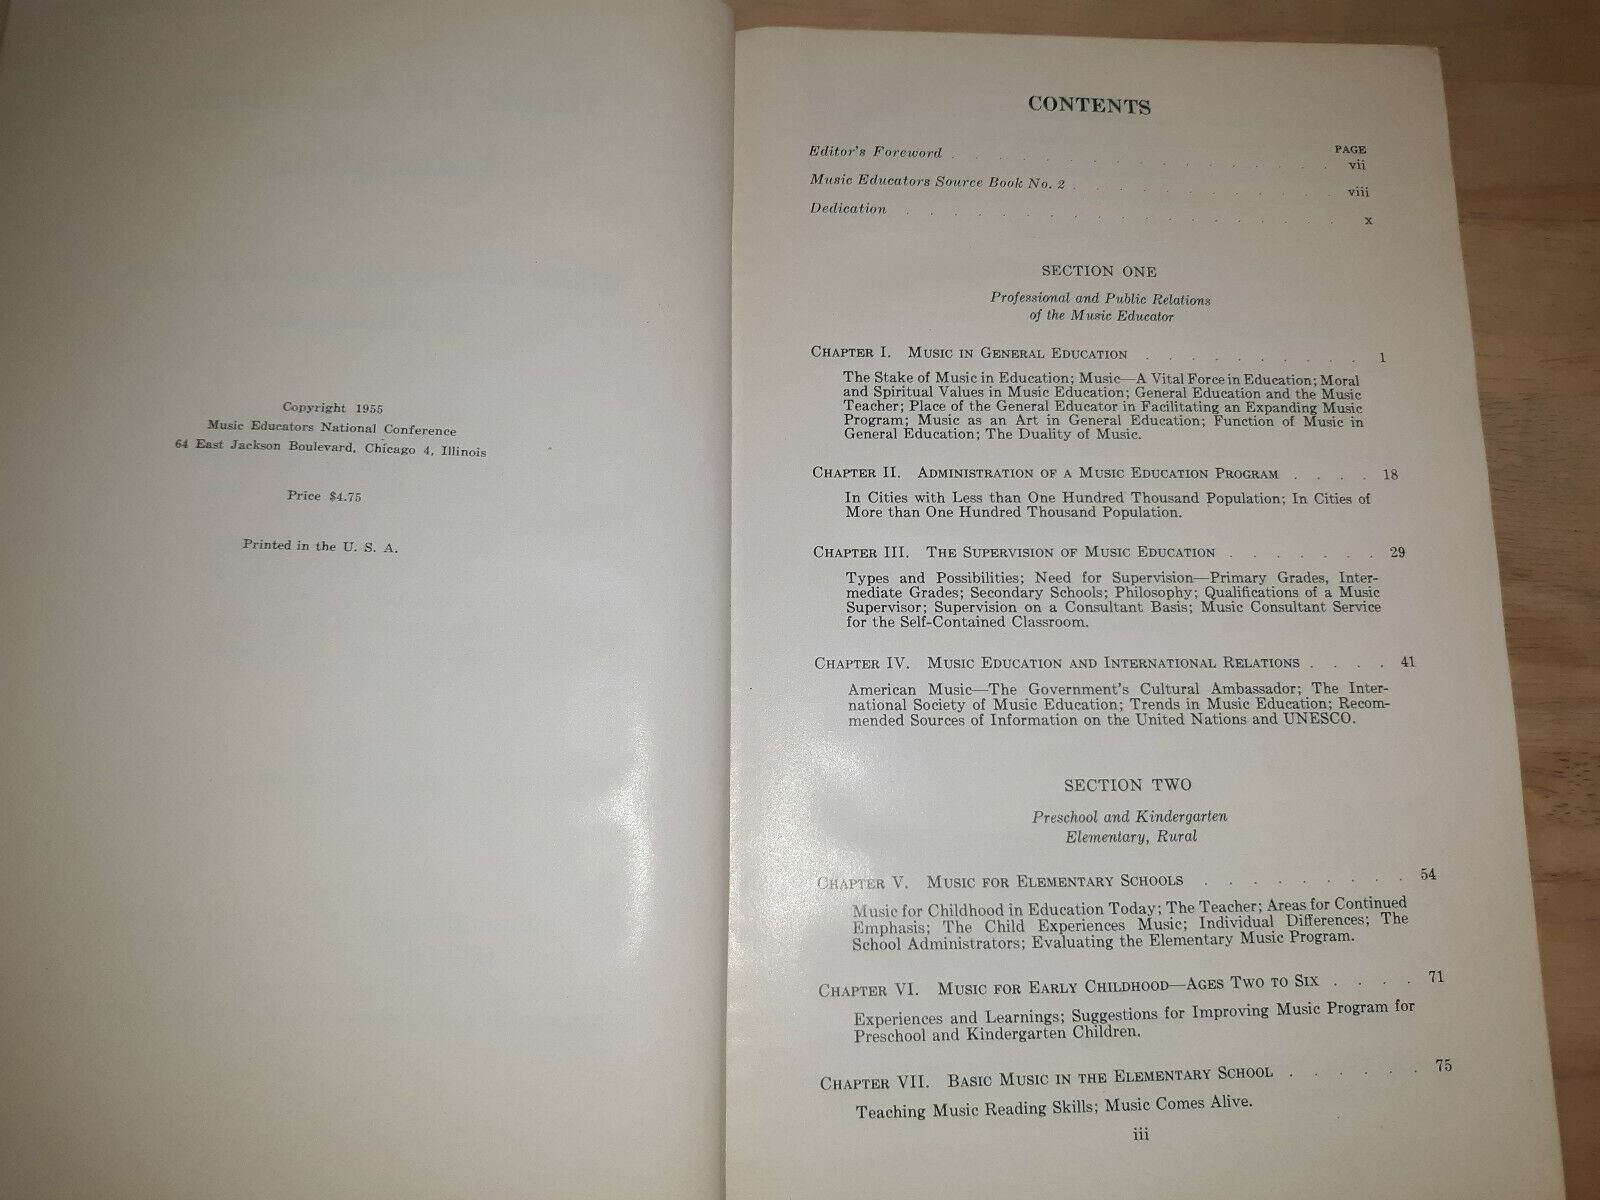 Copyright 1955
Music Educators National Conference
64 East Jackson Boulevard, Chicago 4, Illinois
Price $4.75
Printed in the U. S. A.
CONTENTS
PAGE
Editor's Foreword . . . . . . . . . . . . . . . . . vii
Music Educators Source Book No. 2 . . . . . . . . . . . . viii
Dedication . . . . . . . . . . . . . . . . . . . x
SECTION ONE
Professional and Public Relations
of the Music Educator
CHAPTER I. MUSIC IN GENERAL EDUCATION . . . . . . . . . . 1
The Stake of Music in Education; Music—A Vital Force in Education; Moral
and Spiritual Values in Music Education; General Education and the Music
Teacher; Place of the General Educator in Facilitating an Expanding Music
Program; Music as an Art in General Education; Function of Music in
General Education; The Duality of Music.
CHAPTER II. ADMINISTRATION OF A MUSIC EDUCATION PROGRAM . . . . 18
In Cities with Less than One Hundred Thousand Population; In Cities of
More than One Hundred Thousand Population.
CHAPTER III. THE SUPERVISION OF MUSIC EDUCATION . . . . . . . 29
Types and Possibilities; Need for Supervision—Primary Grades, Inter-
mediate Grades; Secondary Schools; Philosophy; Qualifications of a Music
Supervisor; Supervision on a Consultant Basis; Music Consultant Service
for the Self-Contained Classroom.
CHAPTER IV. MUSIC EDUCATION AND INTERNATIONAL RELATIONS . . . . 41
American Music—The Government's Cultural Ambassador; The Inter-
national Society of Music Education; Trends in Music Education; Recom-
mended Sources of Information on the United Nations and UNESCO.
SECTION TWO
Preschool and Kindergarten
Elementary, Rural
CHAPTER V. MUSIC FOR ELEMENTARY SCHOOLS . . . . . . . . . 54
Music for Childhood in Education Today; The Teacher; Areas for Continued
Emphasis; The Child Experiences Music; Individual Differences; The
School Administrators; Evaluating the Elementary Music Program.
CHAPTER VI. MUSIC FOR EARLY CHILDHOOD—AGES TWO TO SIX . . . . 71
Experiences and Learnings; Suggestions for Improving Music Program for
Preschool and Kindergarten Children.
CHAPTER VII. BASIC MUSIC IN THE ELEMENTARY SCHOOL . . . . . . 75
Teaching Music Reading Skills; Music Comes Alive.
iii